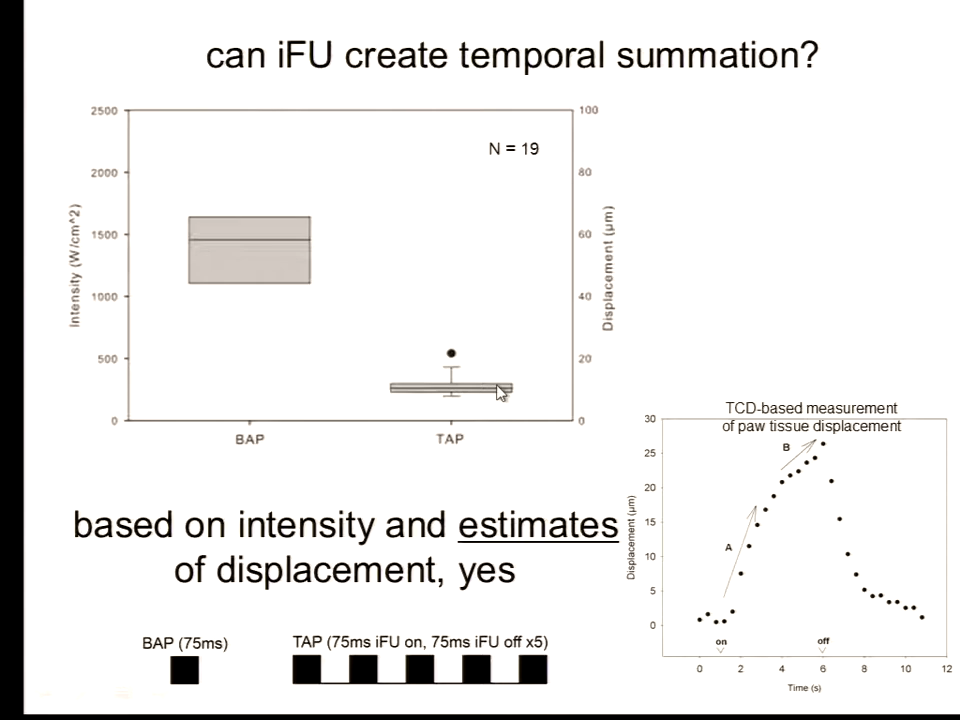 can iFU create temporal summation?
2500
2000
1500
1000
500
0
Intensity (W/cm^2)
N = 19
100
80
60
40
20
0
Displacement (µm)
BAP TAP
based on intensity and estimates
of displacement, yes
BAP (75ms)
TAP (75ms iFU on, 75ms iFU off x5)
TCD-based measurement
of paw tissue displacement
30
25
20
15
10
5
0
Displacement (µm)
A
B
on off
0 2 4 6 8 10 12
Time (s)